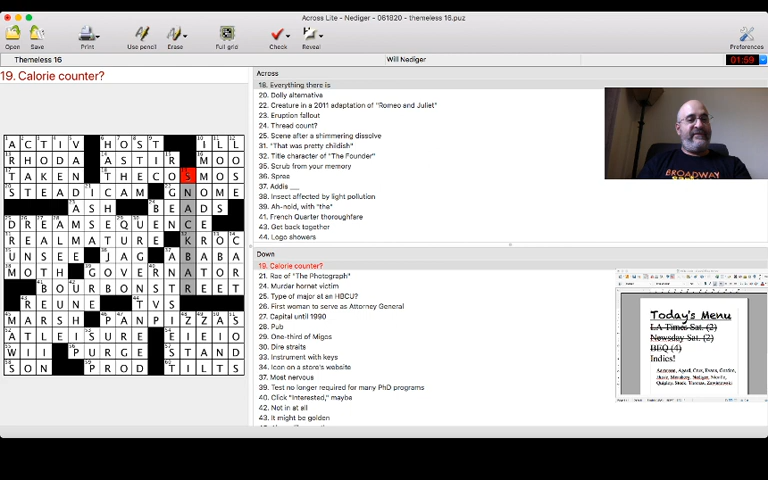 Across Lite - Nediger - 061820 - themeless 16.puz
Open Save Print Use pencil Erase Full grid Check Reveal Preferences
Themeless 16 Will Nediger 01:59
19. Calorie counter?
Across
18. Everything there is
20. Dolly alternative
22. Creature in a 2011 adaptation of "Romeo and Juliet"
23. Eruption fallout
24. Thread count?
25. Scene after a shimmering dissolve
31. "That was pretty childish"
32. Title character of "The Founder"
35. Scrub from your memory
36. Spree
37. Addis ___
38. Insect affected by light pollution
39. Ah-nold, with "the"
41. French Quarter thoroughfare
43. Get back together
44. Logo showers
Down
19. Calorie counter?
21. Rae of "The Photograph"
24. Murder hornet victim
25. Type of major at an HBCU?
26. First woman to serve as Attorney General
27. Capital until 1990
28. Pub
29. One-third of Migos
30. Dire straits
33. Instrument with keys
34. Icon on a store's website
37. Most nervous
39. Test no longer required for many PhD programs
40. Click "Interested," maybe
42. Not in at all
43. It might be golden
ACTIV HOST ILL
RHODA ASTIR MOO
TAKEN THECOSMOS
STEADICAM GNOME
ASH BEADS
DREAMSEQUENCE
REALMATURE KROC
UNSEE JAG ABABA
MOTH GOVERNATOR
BOURBONSTREET
REUNE TVS
MARSH PANPIZZAS
ATLEISURE EIEIO
WII PURGE STAND
SON PROD TILTS
BROADWAY
Today's Menu
LA Times Sat. (2)
Newsday Sat. (2)
BEQ (4)
Indies!